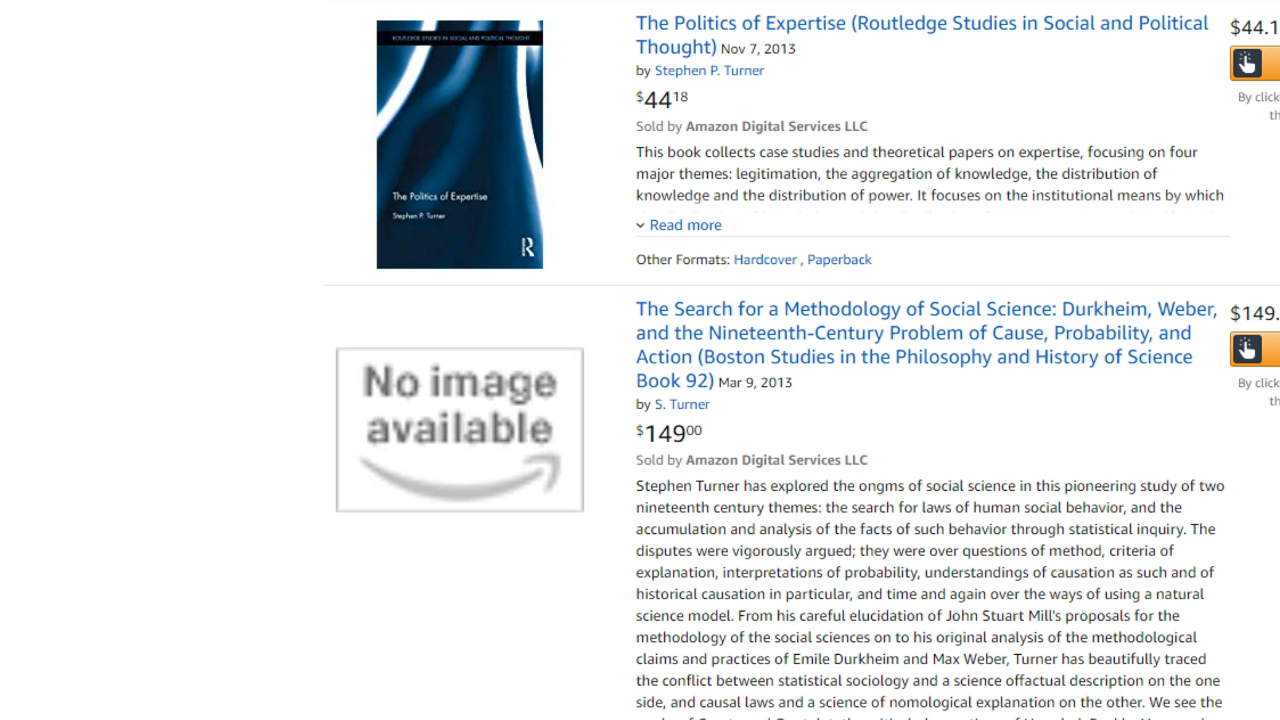 ROUTLEDGE STUDIES IN SOCIAL AND POLITICAL THOUGHT
The Politics of Expertise
Stephen P. Turner
R
The Politics of Expertise (Routledge Studies in Social and Political
Thought) Nov 7, 2013
by Stephen P. Turner
$4418
Sold by Amazon Digital Services LLC
This book collects case studies and theoretical papers on expertise, focusing on four
major themes: legitimation, the aggregation of knowledge, the distribution of
knowledge and the distribution of power. It focuses on the institutional means by which
Read more
Other Formats: Hardcover , Paperback
$44.1
By click
th
No image
available
The Search for a Methodology of Social Science: Durkheim, Weber,
and the Nineteenth-Century Problem of Cause, Probability, and
Action (Boston Studies in the Philosophy and History of Science
Book 92) Mar 9, 2013
by S. Turner
$14900
Sold by Amazon Digital Services LLC
Stephen Turner has explored the ongms of social science in this pioneering study of two
nineteenth century themes: the search for laws of human social behavior, and the
accumulation and analysis of the facts of such behavior through statistical inquiry. The
disputes were vigorously argued; they were over questions of method, criteria of
explanation, interpretations of probability, understandings of causation as such and of
historical causation in particular, and time and again over the ways of using a natural
science model. From his careful elucidation of John Stuart Mill's proposals for the
methodology of the social sciences on to his original analysis of the methodological
claims and practices of Emile Durkheim and Max Weber, Turner has beautifully traced
the conflict between statistical sociology and a science offactual description on the one
side, and causal laws and a science of nomological explanation on the other. We see the
$149.
By click
th